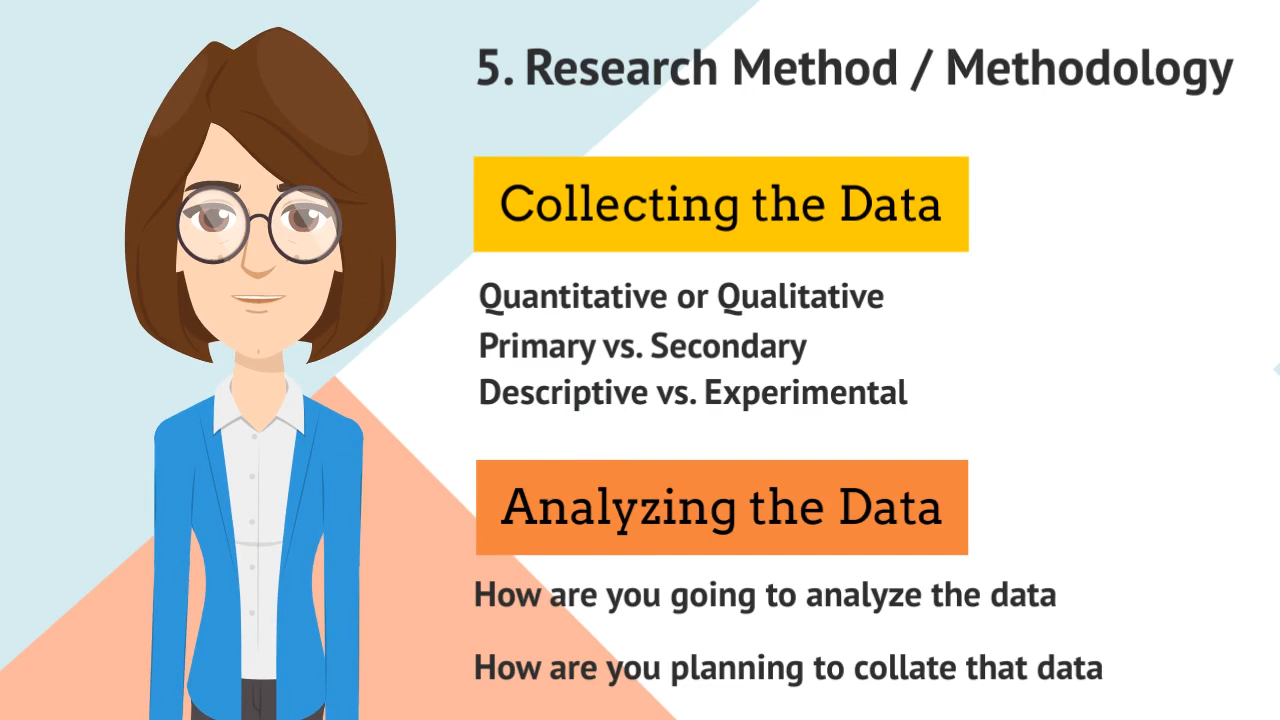 5. Research Method / Methodology
Collecting the Data
Quantitative or Qualitative
Primary vs. Secondary
Descriptive vs. Experimental
Analyzing the Data
How are you going to analyze the data
How are you planning to collate that data